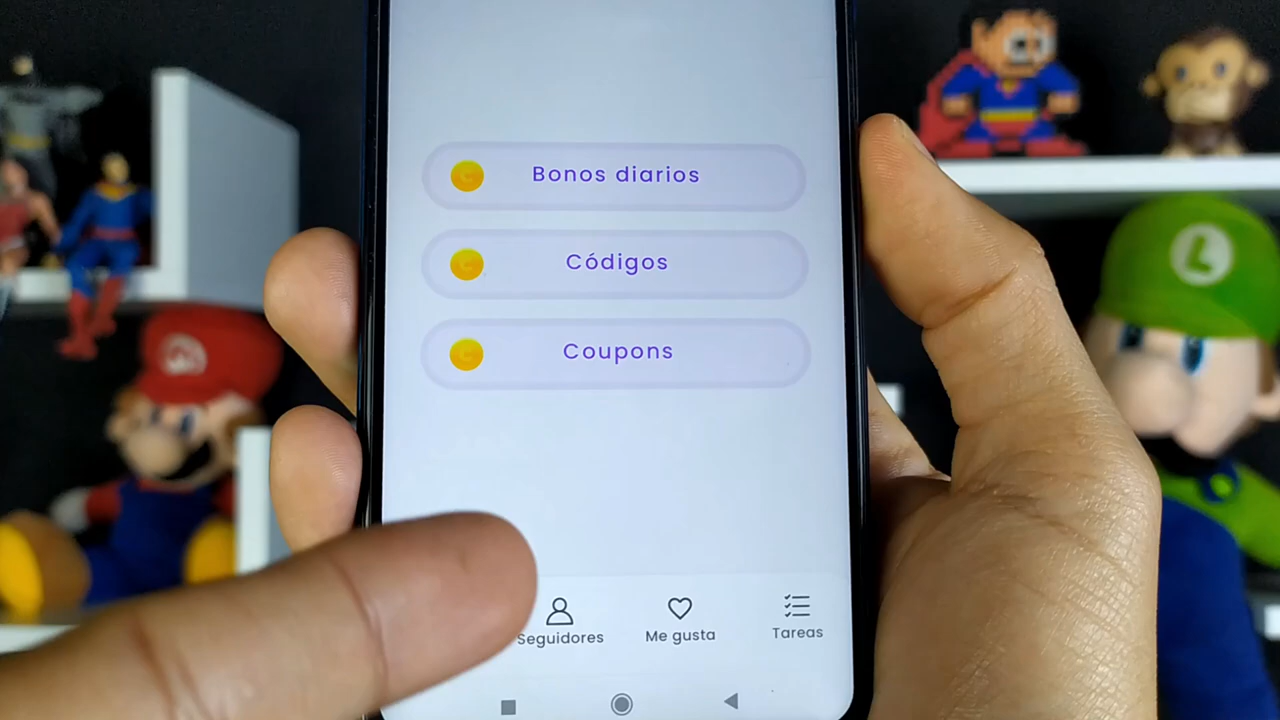 Bonos diarios
Códigos
Coupons
Seguidores
Me gusta
Tareas
L
M